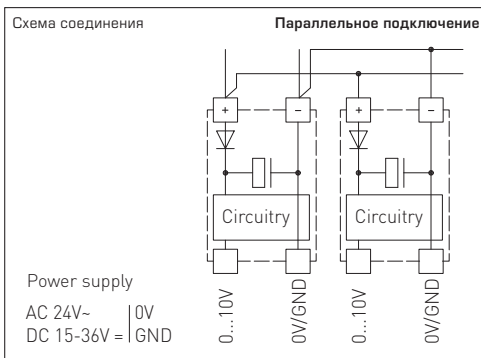 Схема соединения
Параллельное подключение
+ − + −
Circuitry Circuitry
Power supply
AC 24V~ | 0V
DC 15-36V = | GND
0...10V
0V/GND
0...10V
0V/GND